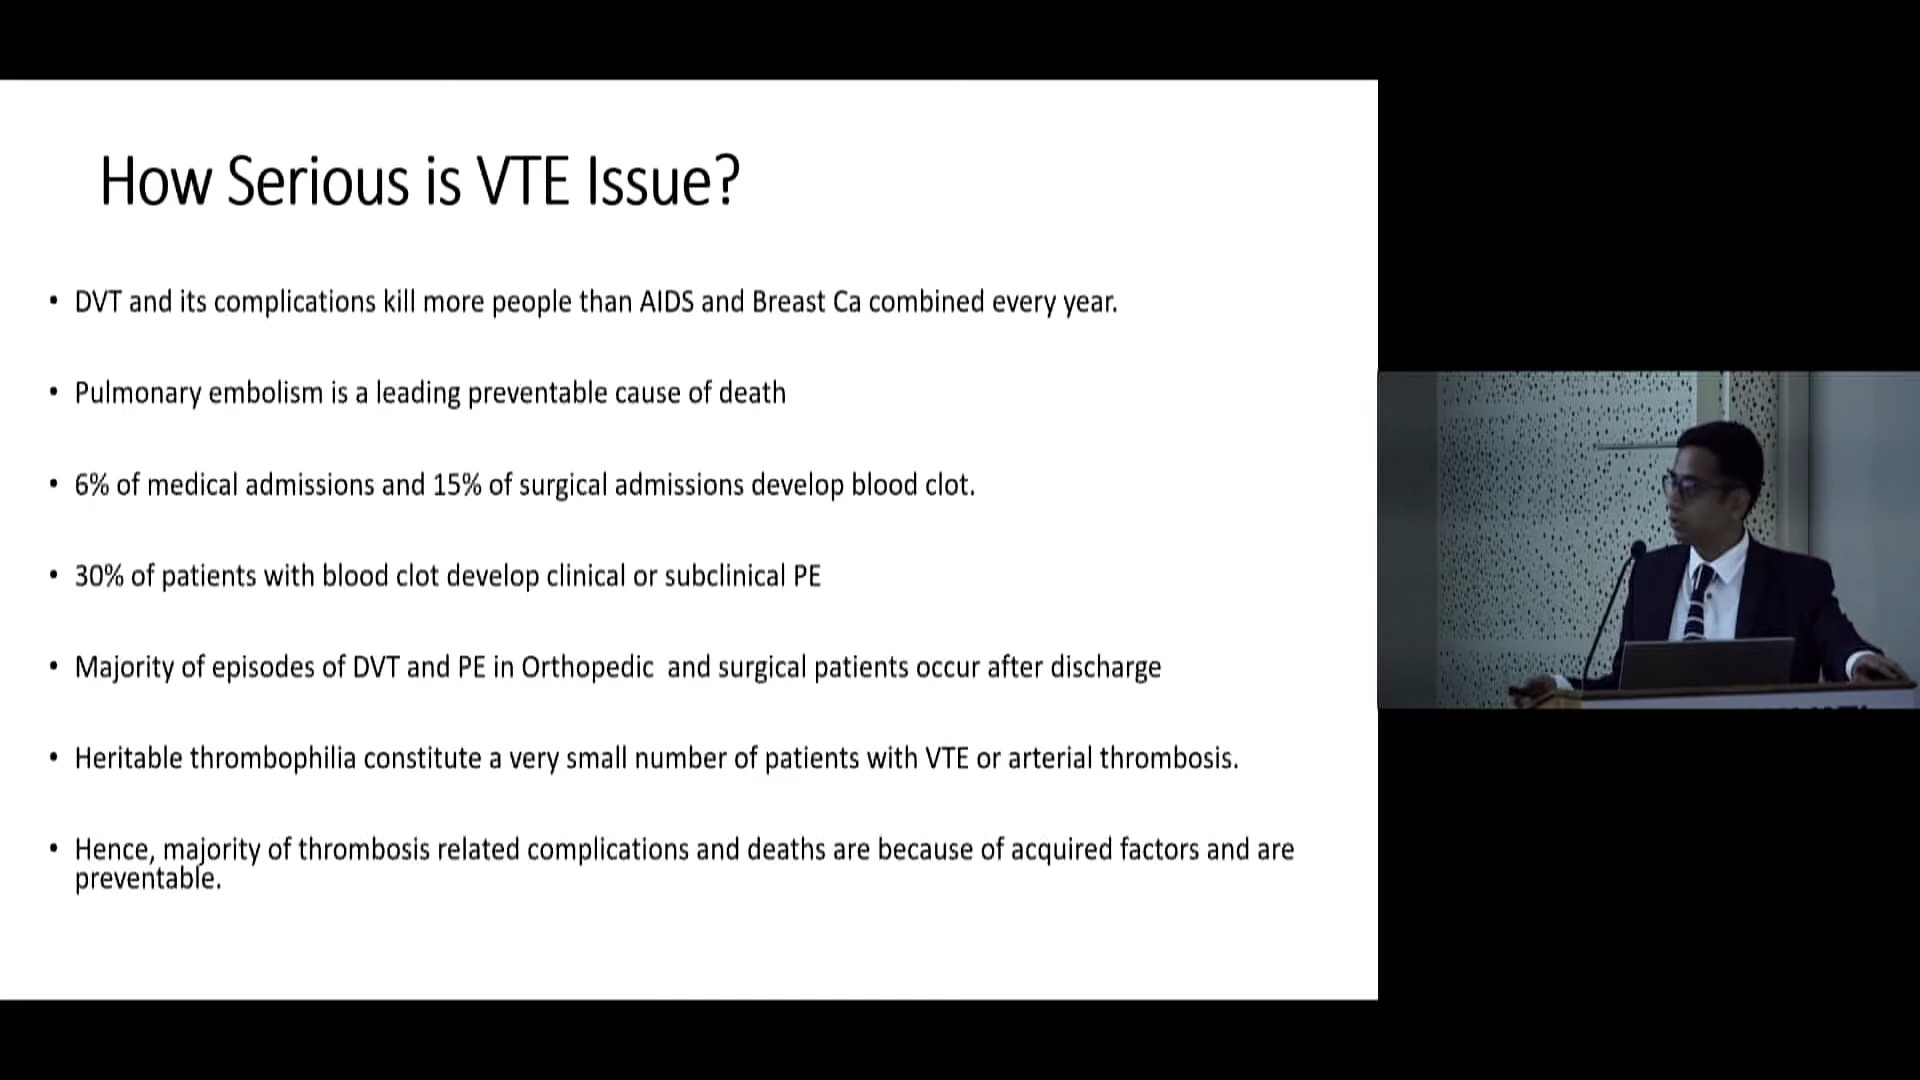 How Serious is VTE Issue?
• DVT and its complications kill more people than AIDS and Breast Ca combined every year.
• Pulmonary embolism is a leading preventable cause of death
• 6% of medical admissions and 15% of surgical admissions develop blood clot.
• 30% of patients with blood clot develop clinical or subclinical PE
• Majority of episodes of DVT and PE in Orthopedic  and surgical patients occur after discharge
• Heritable thrombophilia constitute a very small number of patients with VTE or arterial thrombosis.
• Hence, majority of thrombosis related complications and deaths are because of acquired factors and are
preventable.